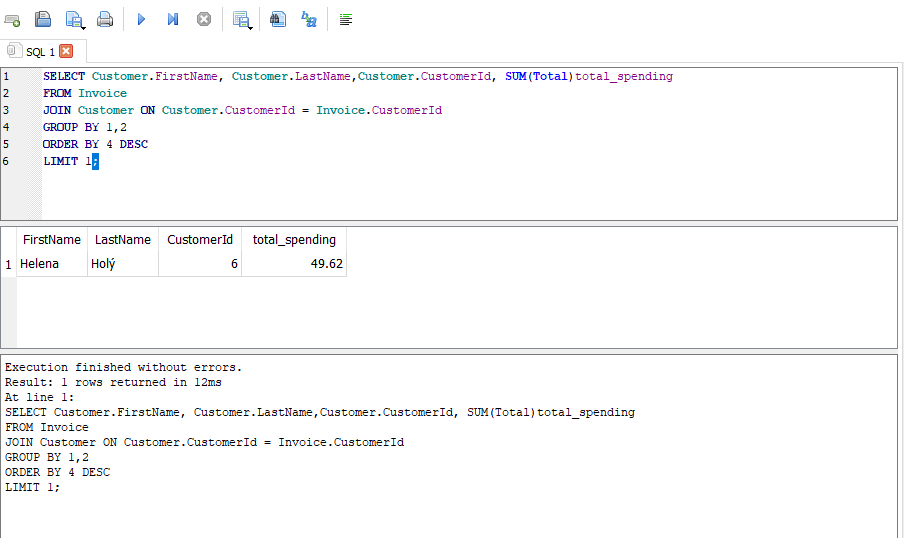 SQL 1
1 SELECT Customer.FirstName, Customer.LastName,Customer.CustomerId, SUM(Total)total_spending
2 FROM Invoice
3 JOIN Customer ON Customer.CustomerId = Invoice.CustomerId
4 GROUP BY 1,2
5 ORDER BY 4 DESC
6 LIMIT 1;
FirstName LastName CustomerId total_spending
1 Helena Holý 6 49.62
Execution finished without errors.
Result: 1 rows returned in 12ms
At line 1:
SELECT Customer.FirstName, Customer.LastName,Customer.CustomerId, SUM(Total)total_spending
FROM Invoice
JOIN Customer ON Customer.CustomerId = Invoice.CustomerId
GROUP BY 1,2
ORDER BY 4 DESC
LIMIT 1;